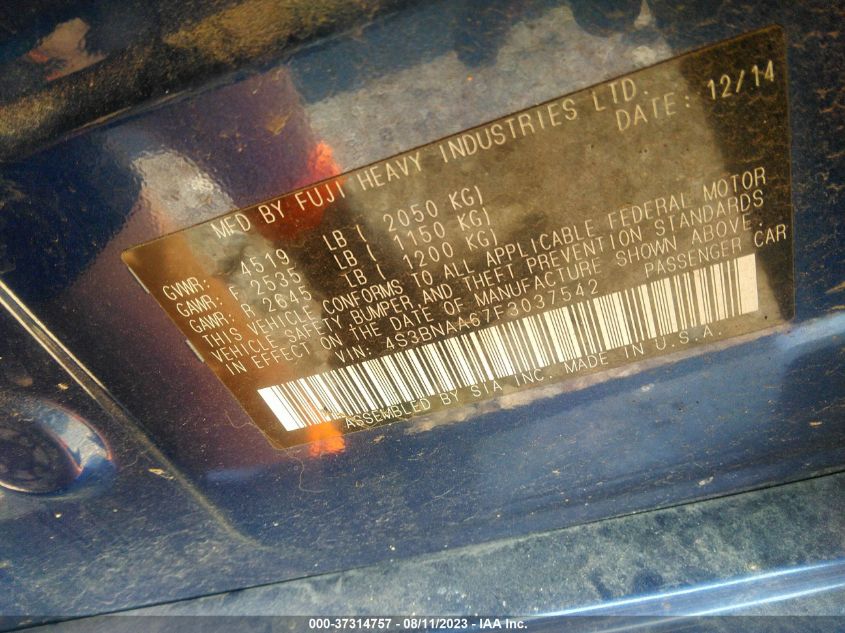 MFD BY FUJI HEAVY INDUSTRIES LTD.
DATE: 12/14
GVWR: 4519 LB ( 2050 KG)
GAWR: F 2535 LB ( 1150 KG)
GAWR: R 2645 LB ( 1200 KG)
THIS VEHICLE CONFORMS TO ALL APPLICABLE FEDERAL MOTOR
VEHICLE SAFETY BUMPER, AND THEFT PREVENTION STANDARDS
IN EFFECT ON THE DATE OF MANUFACTURE SHOWN ABOVE.
VIN: 4S3BNAA67F3037542 PASSENGER CAR
ASSEMBLED BY SIA INC. MADE IN U.S.A.
000-37314757 - 08/11/2023 - IAA Inc.